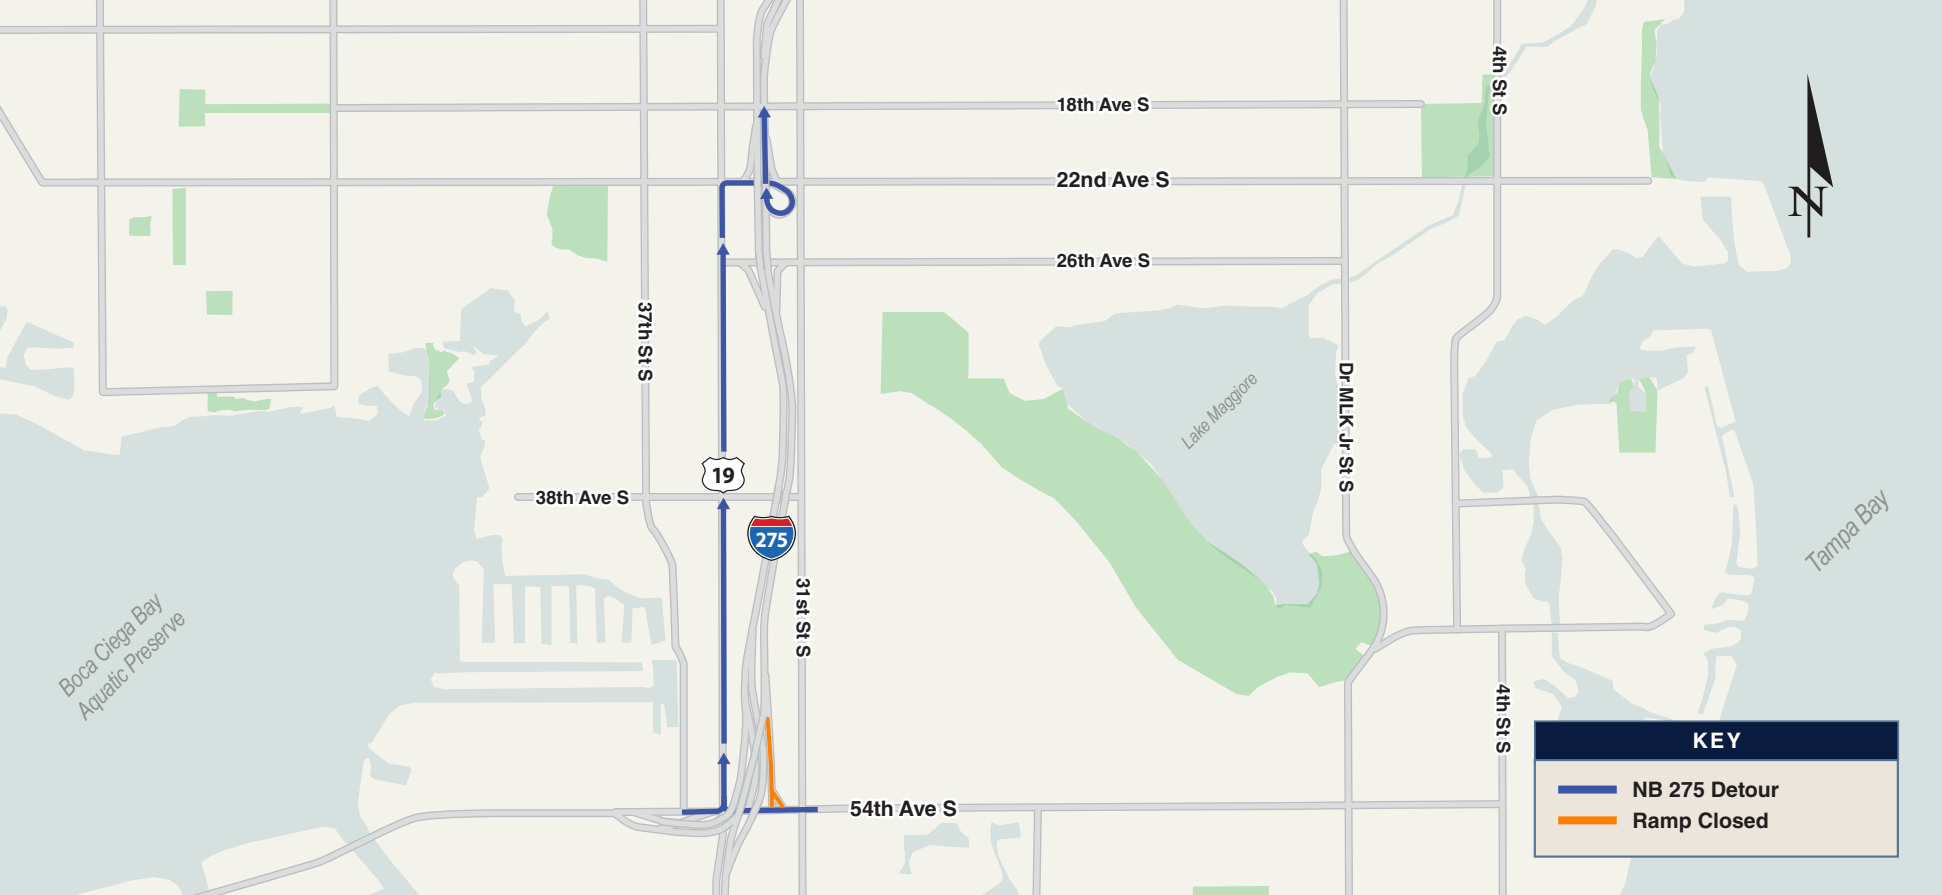 4th St S
18th Ave S
22nd Ave S
N
26th Ave S
37th St S
Dr MLK Jr St S
Lake Maggiore
19
38th Ave S
275
Tampa Bay
31st St S
Boca Ciega Bay
Aquatic Preserve
4th St S
54th Ave S
KEY
NB 275 Detour
Ramp Closed